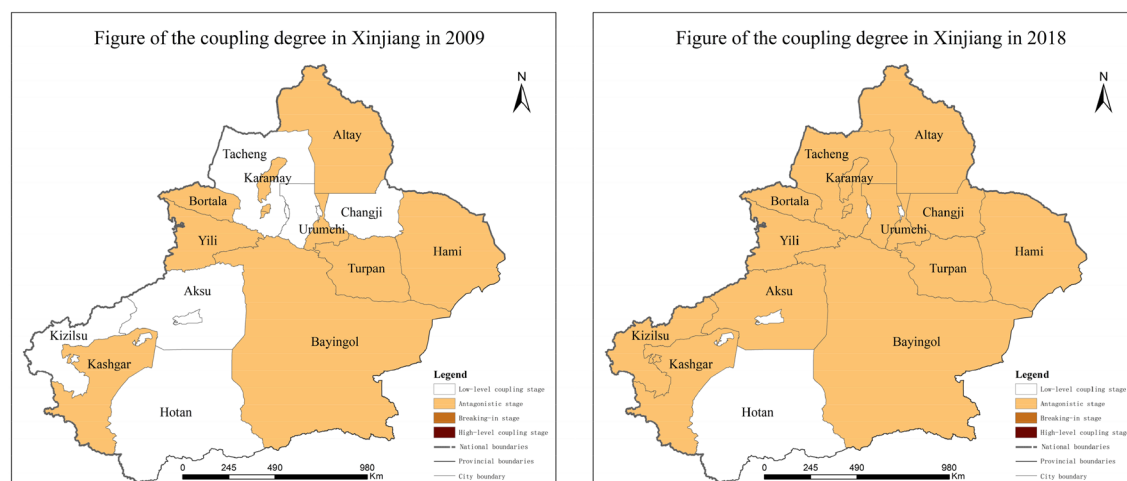 Figure of the coupling degree in Xinjiang in 2009
N
Altay
Tacheng
Karamay
Bortala
Changji
Urumchi
Yili
Hami
Turpan
Aksu
Kizilsu
Bayingol
Kashgar
Hotan
Legend
Low-level coupling stage
Antagonistic stage
Breaking-in stage
High-level coupling stage
National boundaries
Provincial boundaries
City boundary
0 245 490 980
Km
Figure of the coupling degree in Xinjiang in 2018
N
Altay
Tacheng
Karamay
Bortala
Changji
Urumchi
Yili
Hami
Turpan
Aksu
Kizilsu
Bayingol
Kashgar
Hotan
Legend
Low-level coupling stage
Antagonistic stage
Breaking-in stage
High-level coupling stage
National boundaries
Provincial boundaries
City boundary
0 245 490 980
Km